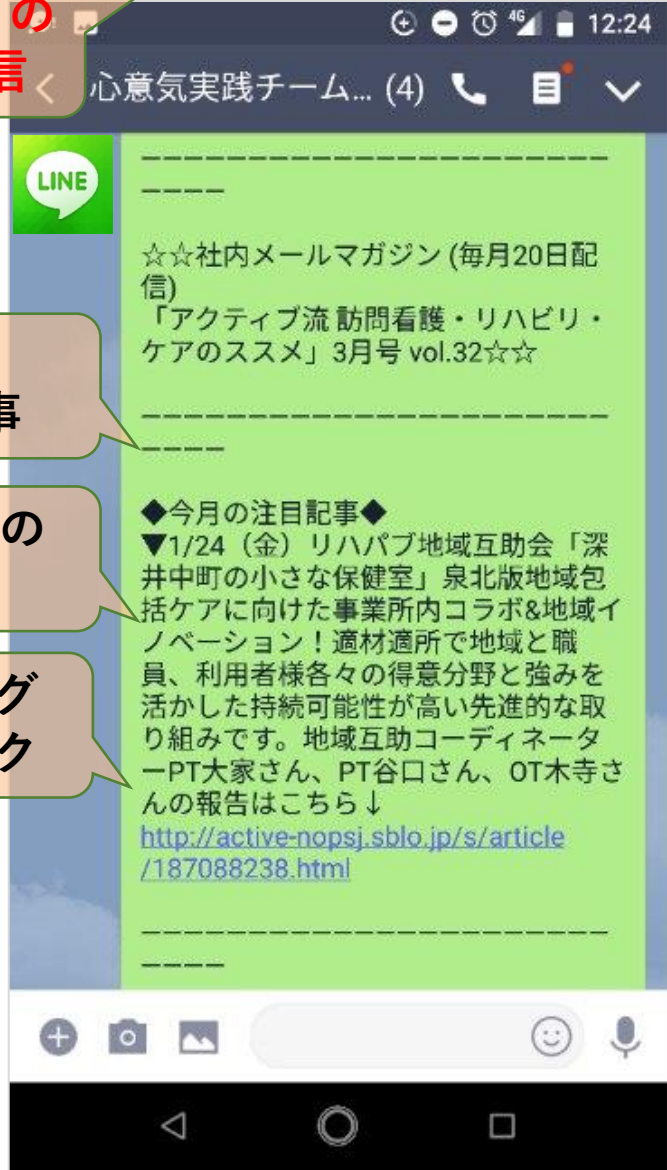 の
信
12:24
4G
心意気実践チーム... (4)
LINE
☆☆社内メールマガジン (毎月20日配
信)
「アクティブ流 訪問看護・リハビリ・
ケアのススメ」3月号 vol.32☆☆
事
の
グ
ク
◆今月の注目記事◆
▼1/24（金）リハパブ地域互助会「深
井中町の小さな保健室」泉北版地域包
括ケアに向けた事業所内コラボ&地域イ
ノベーション！適材適所で地域と職
員、利用者様各々の得意分野と強みを
活かした持続可能性が高い先進的な取
り組みです。地域互助コーディネータ
ーPT大家さん、PT谷口さん、OT木寺さ
んの報告はこちら↓
http://active-nopsj.sblo.jp/s/article
/187088238.html